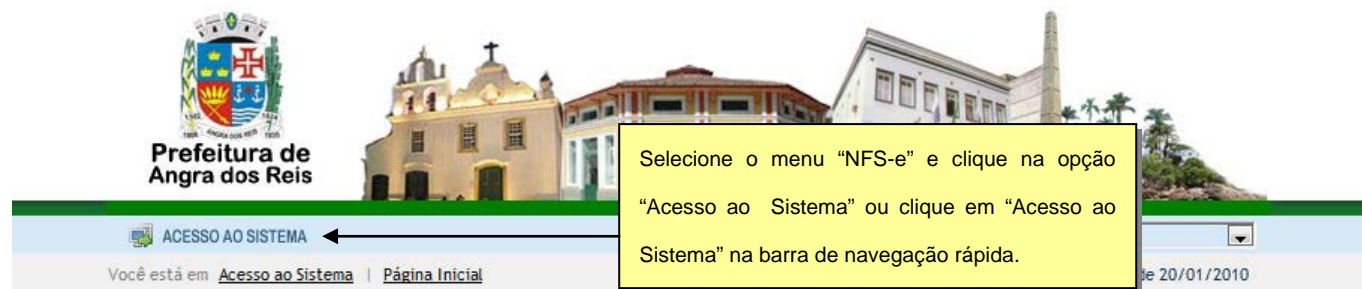 Prefeitura de
Angra dos Reis
Selecione o menu “NFS-e” e clique na opção
“Acesso ao Sistema” ou clique em “Acesso ao
Sistema” na barra de navegação rápida.
ACESSO AO SISTEMA
Você está em Acesso ao Sistema | Página Inicial
de 20/01/2010